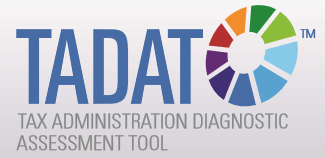 TADAT™
TAX ADMINISTRATION DIAGNOSTIC
ASSESSMENT TOOL